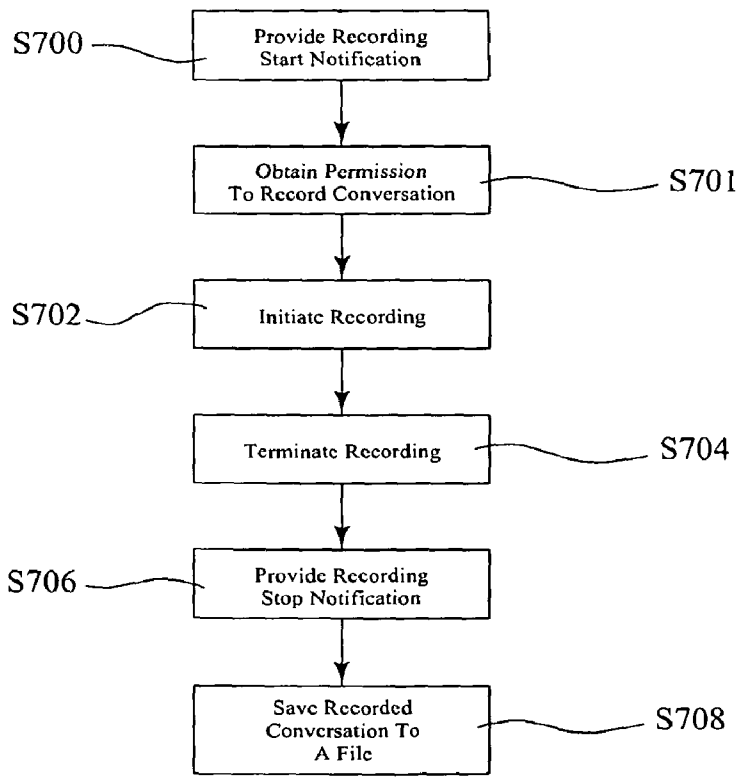 S700
Provide Recording
Start Notification
Obtain Permission
To Record Conversation
S701
S702
Initiate Recording
Terminate Recording
S704
S706
Provide Recording
Stop Notification
Save Recorded
Conversation To
A File
S708